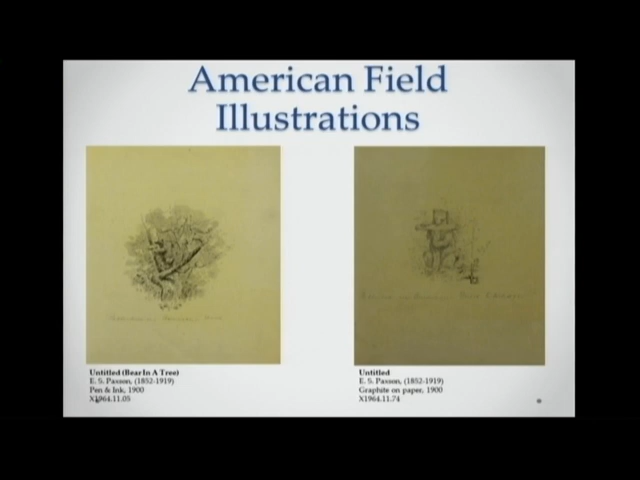 American Field
Illustrations
Untitled (Bear In A Tree)
E. S. Paxson, (1852-1919)
Pen & Ink, 1900
X1964.11.05
Untitled
E. S. Paxson, (1852-1919)
Graphite on paper, 1900
X1964.11.74